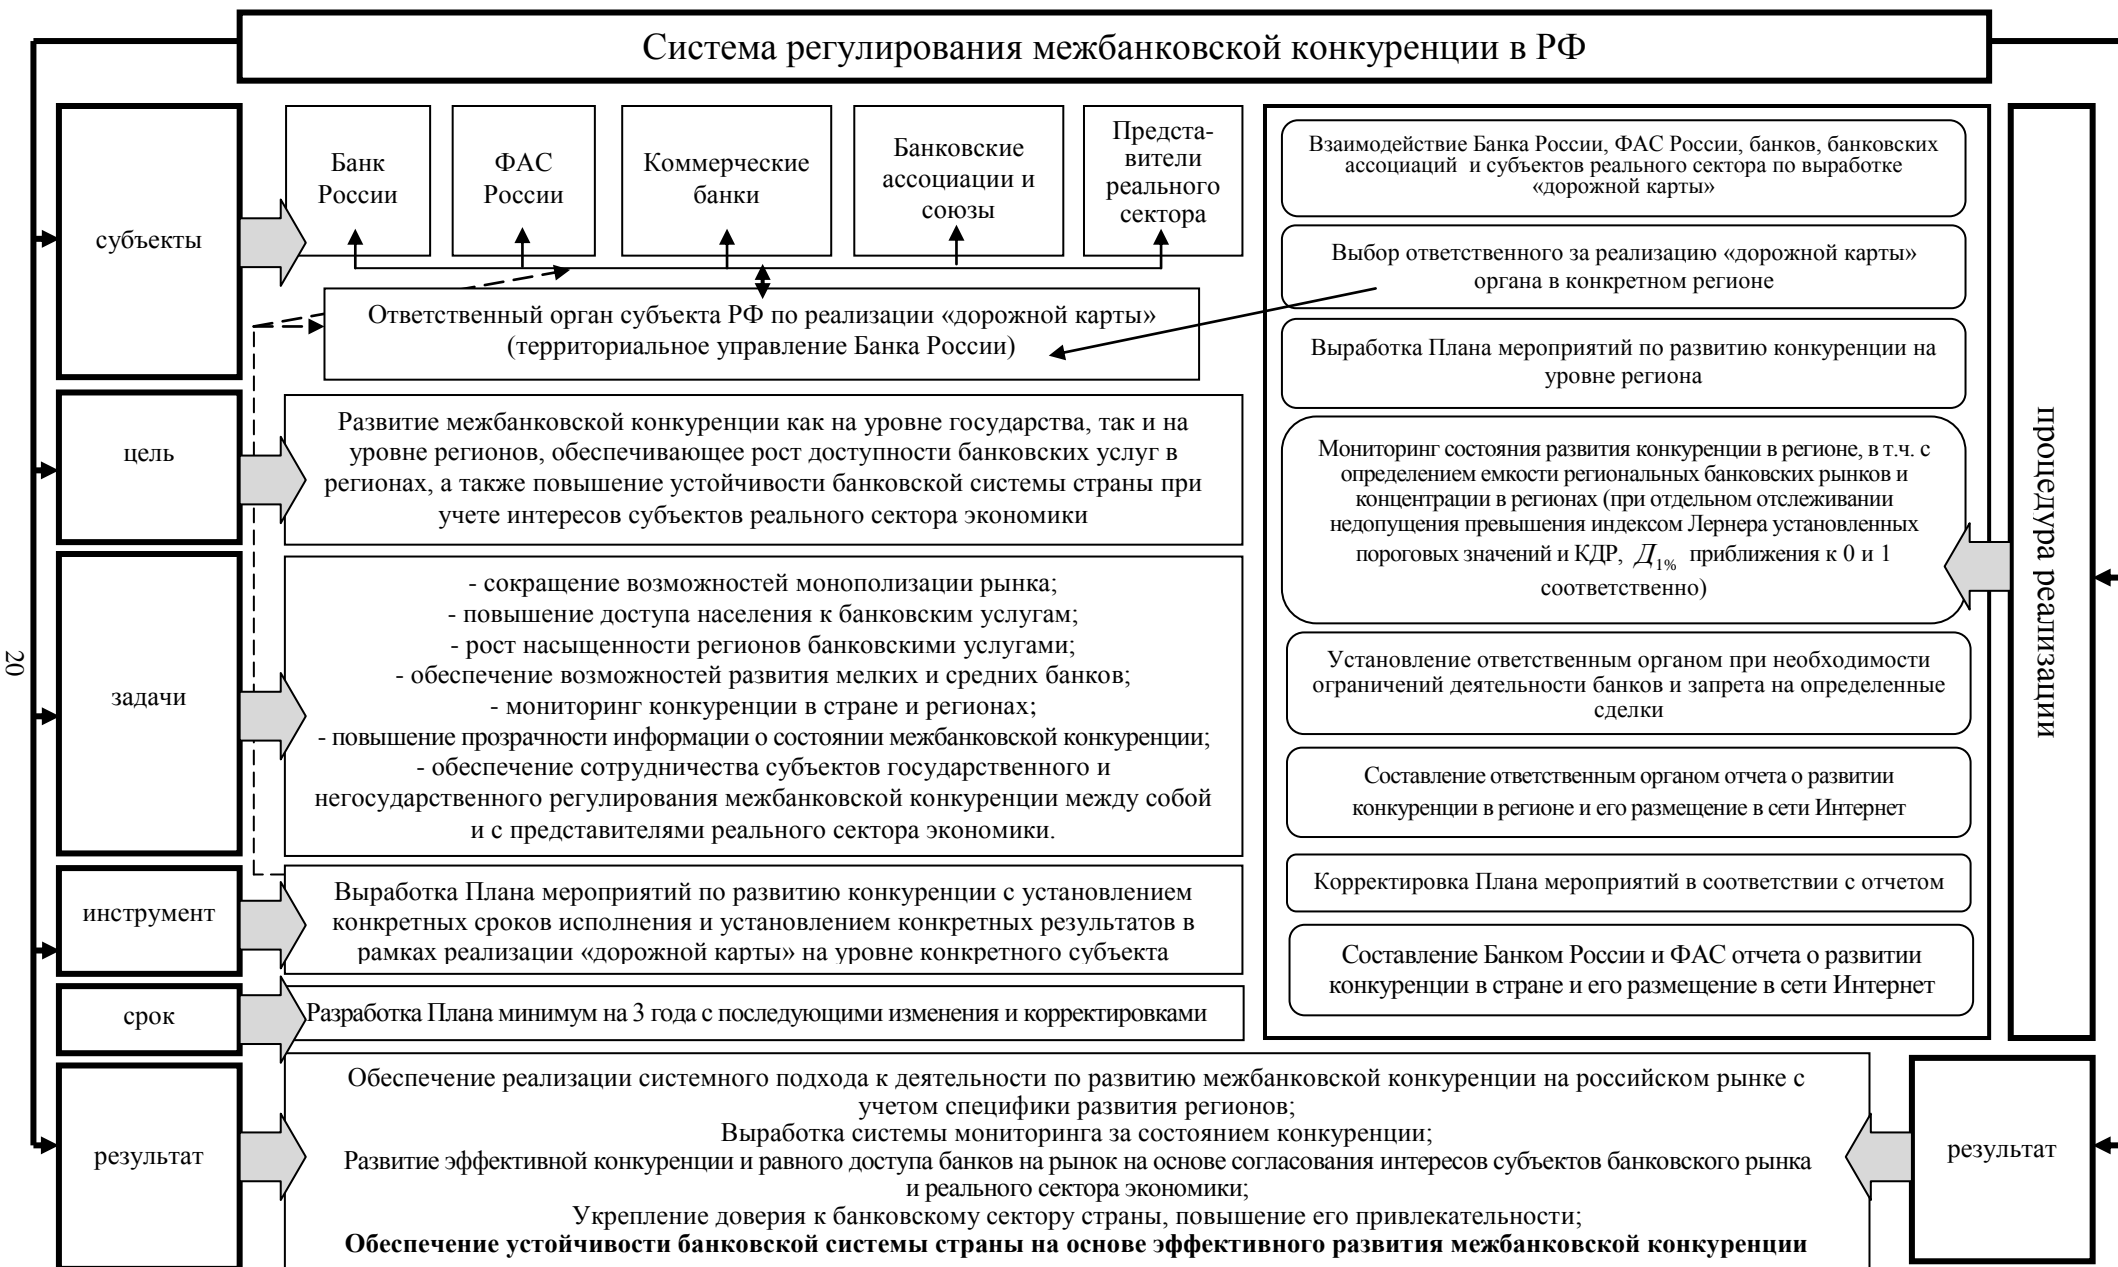 Система регулирования межбанковской конкуренции в РФ
субъекты
Банк
России
ФАС
России
Коммерческие
банки
Банковские
ассоциации и
союзы
Предста-
вители
реального
сектора
Ответственный орган субъекта РФ по реализации «дорожной карты»
(территориальное управление Банка России)
цель
Развитие межбанковской конкуренции как на уровне государства, так и на
уровне регионов, обеспечивающее рост доступности банковских услуг в
регионах, а также повышение устойчивости банковской системы страны при
учете интересов субъектов реального сектора экономики
задачи
- сокращение возможностей монополизации рынка;
- повышение доступа населения к банковским услугам;
- рост насыщенности регионов банковскими услугами;
- обеспечение возможностей развития мелких и средних банков;
- мониторинг конкуренции в стране и регионах;
- повышение прозрачности информации о состоянии межбанковской конкуренции;
- обеспечение сотрудничества субъектов государственного и
негосударственного регулирования межбанковской конкуренции между собой
и с представителями реального сектора экономики.
инструмент
Выработка Плана мероприятий по развитию конкуренции с установлением
конкретных сроков исполнения и установлением конкретных результатов в
рамках реализации «дорожной карты» на уровне конкретного субъекта
срок
Разработка Плана минимум на 3 года с последующими изменения и корректировками
процедура реализации
Взаимодействие Банка России, ФАС России, банков, банковских
ассоциаций и субъектов реального сектора по выработке
«дорожной карты»
Выбор ответственного за реализацию «дорожной карты»
органа в конкретном регионе
Выработка Плана мероприятий по развитию конкуренции на
уровне региона
Мониторинг состояния развития конкуренции в регионе, в т.ч. с
определением емкости региональных банковских рынков и
концентрации в регионах (при отдельном отслеживании
недопущения превышения индексом Лернера установленных
пороговых значений и КДР, Д1% приближения к 0 и 1
соответственно)
Установление ответственным органом при необходимости
ограничений деятельности банков и запрета на определенные
сделки
Составление ответственным органом отчета о развитии
конкуренции в регионе и его размещение в сети Интернет
Корректировка Плана мероприятий в соответствии с отчетом
Составление Банком России и ФАС отчета о развитии
конкуренции в стране и его размещение в сети Интернет
результат
Обеспечение реализации системного подхода к деятельности по развитию межбанковской конкуренции на российском рынке с
учетом специфики развития регионов;
Выработка системы мониторинга за состоянием конкуренции;
Развитие эффективной конкуренции и равного доступа банков на рынок на основе согласования интересов субъектов банковского рынка
и реального сектора экономики;
Укрепление доверия к банковскому сектору страны, повышение его привлекательности;
Обеспечение устойчивости банковской системы страны на основе эффективного развития межбанковской конкуренции
результат
20